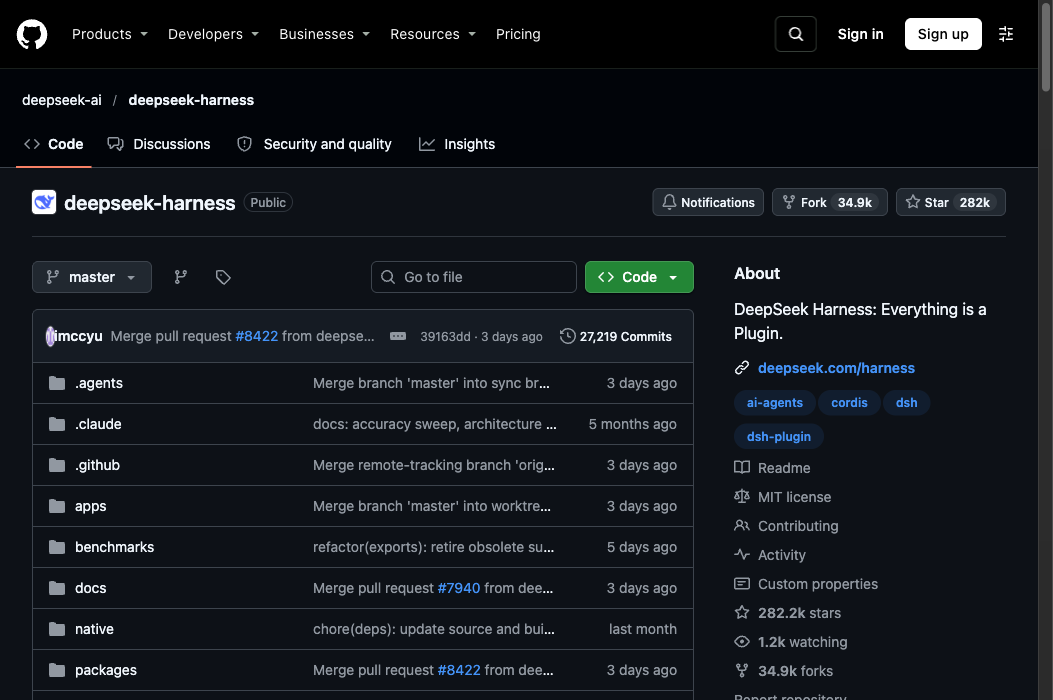 Products Developers Businesses Resources Pricing Sign in Sign up
deepseek-ai / deepseek-harness
Code Discussions Security and quality Insights
deepseek-harness Public Notifications Fork 34.9k Star 282k
master Go to file Code
imccyu Merge pull request #8422 from deepse... 39163dd · 3 days ago 27,219 Commits
.agents Merge branch 'master' into sync br... 3 days ago
.claude docs: accuracy sweep, architecture ... 5 months ago
.github Merge remote-tracking branch 'orig... 3 days ago
apps Merge branch 'master' into worktre... 3 days ago
benchmarks refactor(exports): retire obsolete su... 5 days ago
docs Merge pull request #7940 from dee... 3 days ago
native chore(deps): update source and bui... last month
packages Merge pull request #8422 from dee... 3 days ago
About
DeepSeek Harness: Everything is a
Plugin.
deepseek.com/harness
ai-agents cordis dsh
dsh-plugin
Readme
MIT license
Contributing
Activity
Custom properties
282.2k stars
1.2k watching
34.9k forks
Report repository